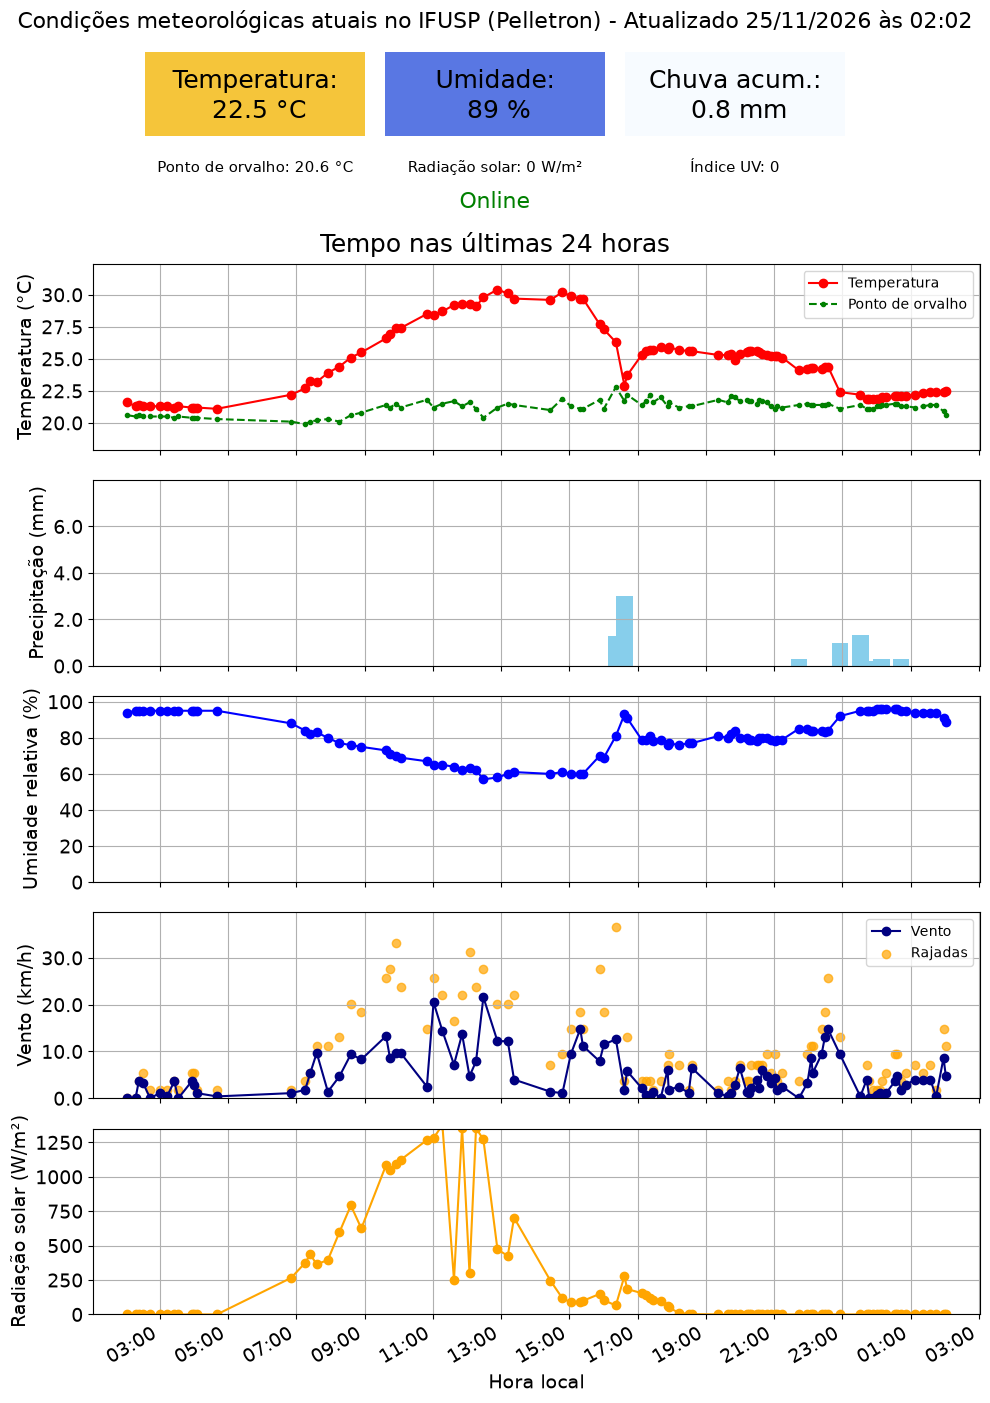 Condições meteorológicas atuais no IFUSP (Pelletron) - Atualizado 25/11/2026 às 02:02
Temperatura:
22.5 °C
Umidade:
89 %
Chuva acum.:
0.8 mm
Ponto de orvalho: 20.6 °C
Radiação solar: 0 W/m²
Índice UV: 0
Online
Tempo nas últimas 24 horas
Temperatura (°C)
30.0
27.5
25.0
22.5
20.0
Temperatura
Ponto de orvalho
Precipitação (mm)
6.0
4.0
2.0
0.0
Umidade relativa (%)
100
80
60
40
20
0
Vento (km/h)
30.0
20.0
10.0
0.0
Vento
Rajadas
Radiação solar (W/m²)
1250
1000
750
500
250
0
03:00
05:00
07:00
09:00
11:00
13:00
15:00
17:00
19:00
21:00
23:00
01:00
03:00
Hora local